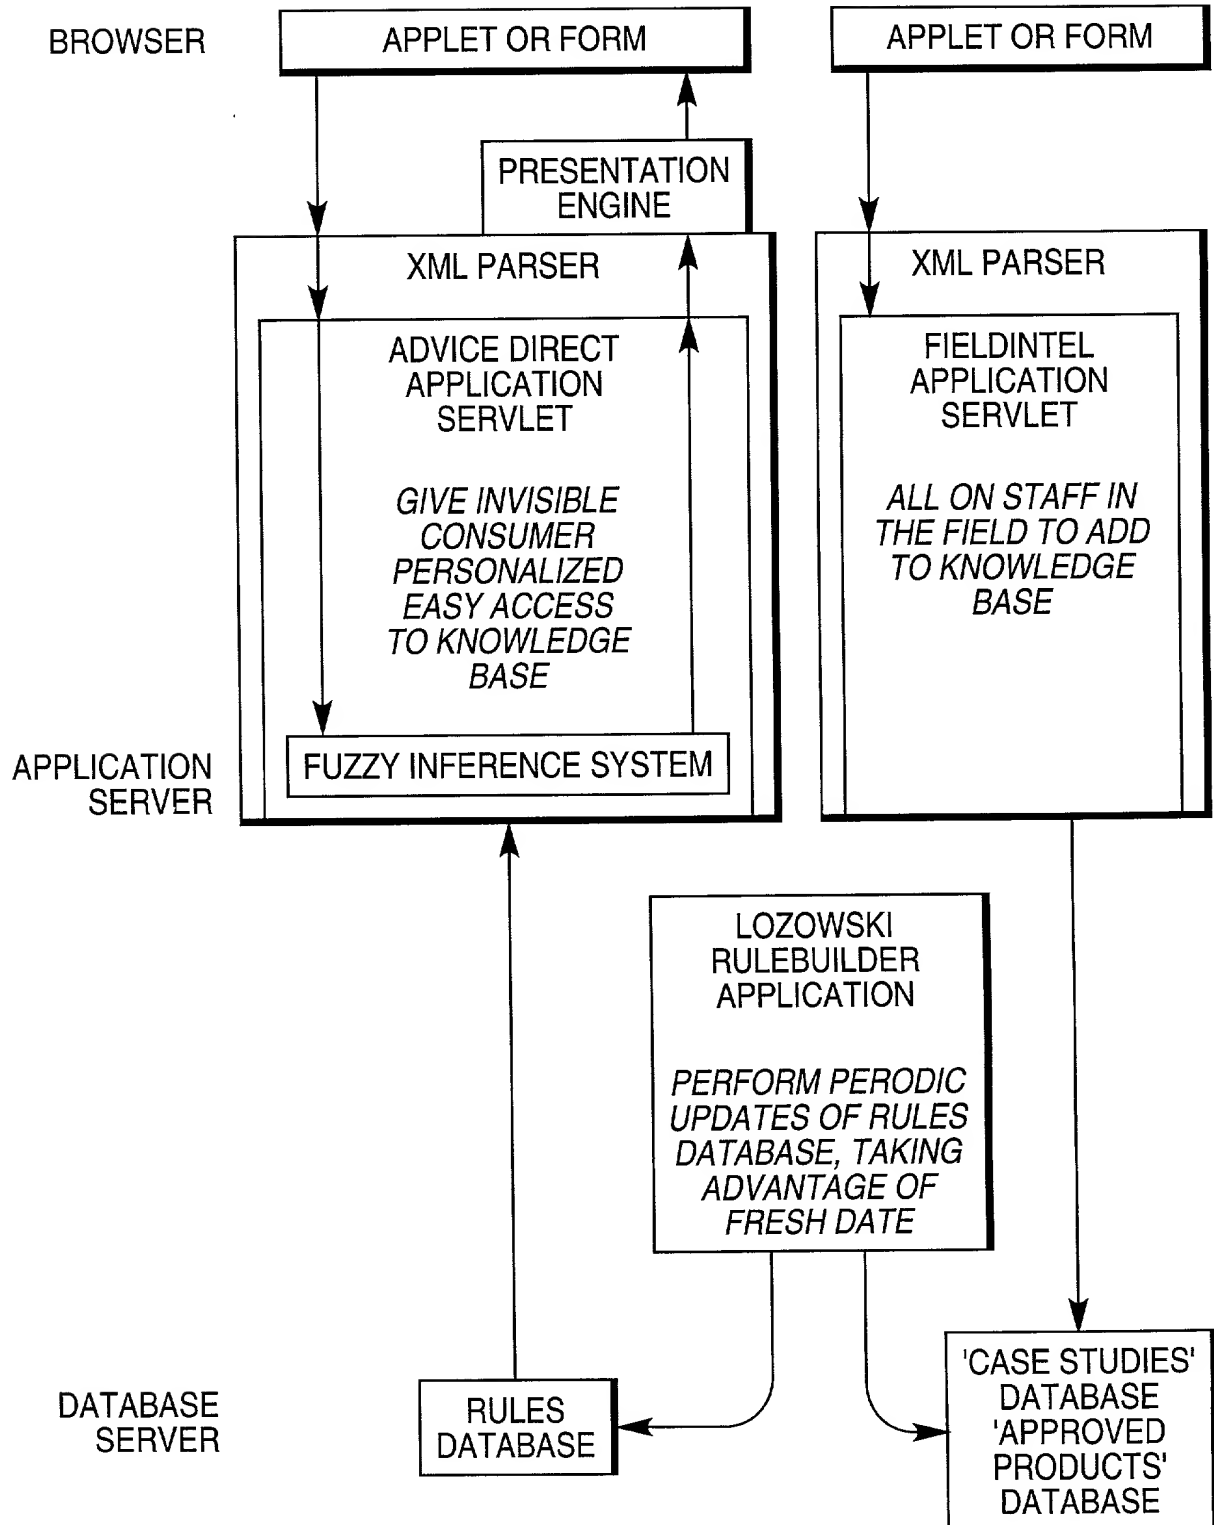 BROWSER
APPLET OR FORM
APPLET OR FORM
PRESENTATION
ENGINE
XML PARSER
XML PARSER
ADVICE DIRECT
APPLICATION
SERVLET
GIVE INVISIBLE
CONSUMER
PERSONALIZED
EASY ACCESS
TO KNOWLEDGE
BASE
FUZZY INFERENCE SYSTEM
FIELDINTEL
APPLICATION
SERVLET
ALL ON STAFF IN
THE FIELD TO ADD
TO KNOWLEDGE
BASE
APPLICATION
SERVER
LOZOWSKI
RULEBUILDER
APPLICATION
PERFORM PERODIC
UPDATES OF RULES
DATABASE, TAKING
ADVANTAGE OF
FRESH DATE
DATABASE
SERVER
RULES
DATABASE
'CASE STUDIES'
DATABASE
'APPROVED
PRODUCTS'
DATABASE